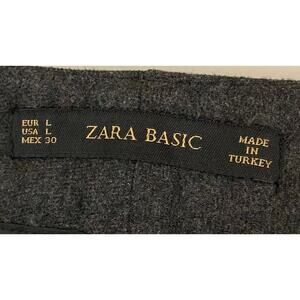 EUR L
USA L
MEX 30
ZARA BASIC
MADE
IN
TURKEY